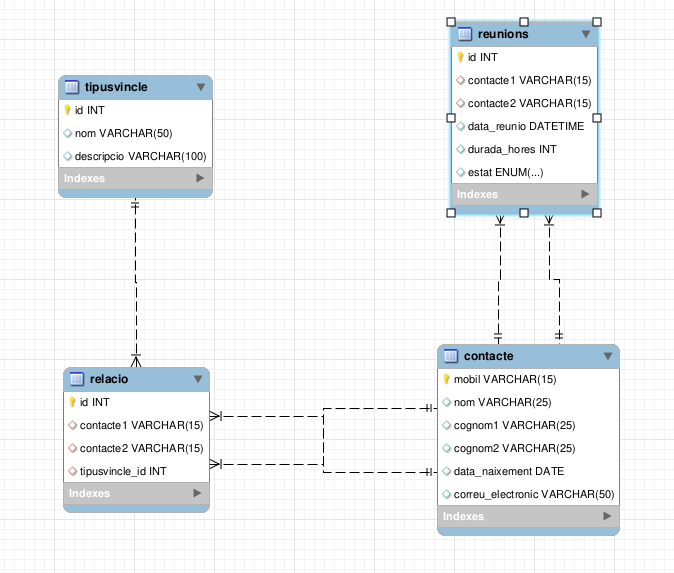 reunions
id INT
contacte1 VARCHAR(15)
contacte2 VARCHAR(15)
data_reunio DATETIME
durada_hores INT
estat ENUM(...)
Indexes
tipusvincle
id INT
nom VARCHAR(50)
descripcio VARCHAR(100)
Indexes
relacio
id INT
contacte1 VARCHAR(15)
contacte2 VARCHAR(15)
tipusvincle_id INT
Indexes
contacte
mobil VARCHAR(15)
nom VARCHAR(25)
cognom1 VARCHAR(25)
cognom2 VARCHAR(25)
data_naixement DATE
correu_electronic VARCHAR(50)
Indexes